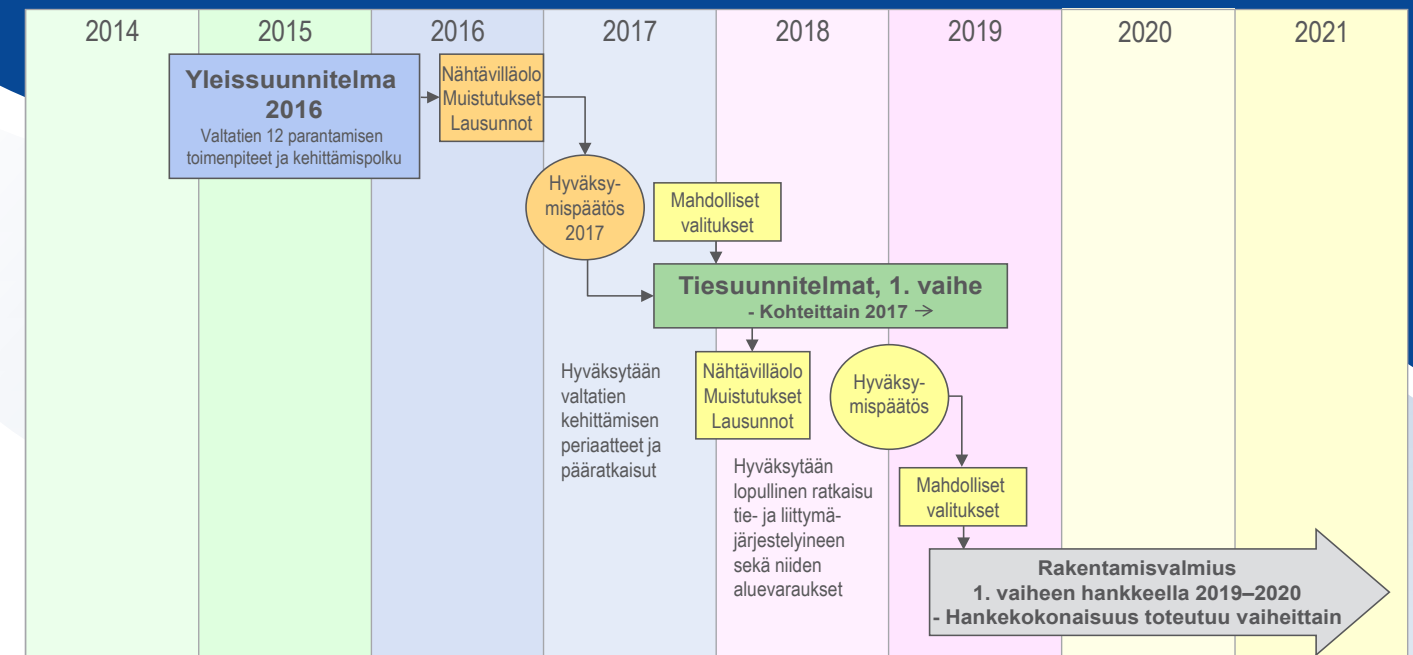 2014
2015
2016
2017
2018
2019
2020
2021
Yleissuunnitelma
2016
Valtatien 12 parantamisen
toimenpiteet ja kehittämispolku
Nähtävilläolo
Muistutukset
Lausunnot
Hyväksy-
mispäätös
2017
Mahdolliset
valitukset
Tiesuunnitelmat, 1. vaihe
- Kohteittain 2017 →
Hyväksytään
valtatien
kehittämisen
periaatteet ja
pääratkaisut
Nähtävilläolo
Muistutukset
Lausunnot
Hyväksy-
mispäätös
Hyväksytään
lopullinen ratkaisu
tie- ja liittymä-
järjestelyineen
sekä niiden
aluevaraukset
Mahdolliset
valitukset
Rakentamisvalmius
1. vaiheen hankkeella 2019–2020
- Hankekokonaisuus toteutuu vaiheittain